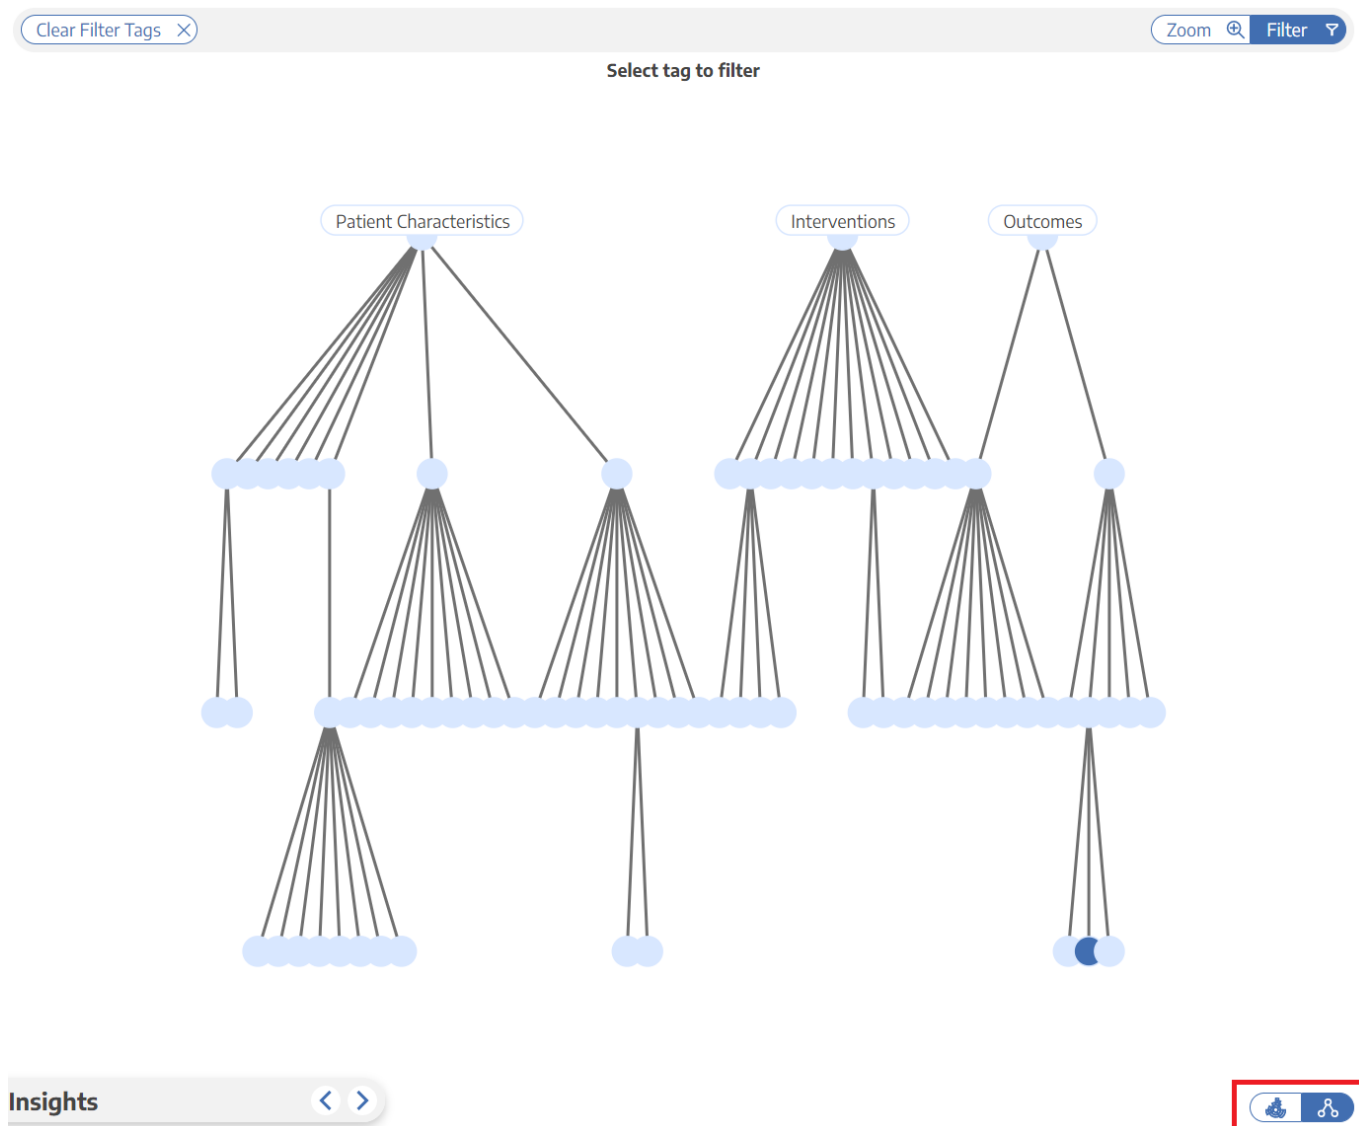 Clear Filter Tags
Zoom
Filter
Select tag to filter
Patient Characteristics
Interventions
Outcomes
Insights